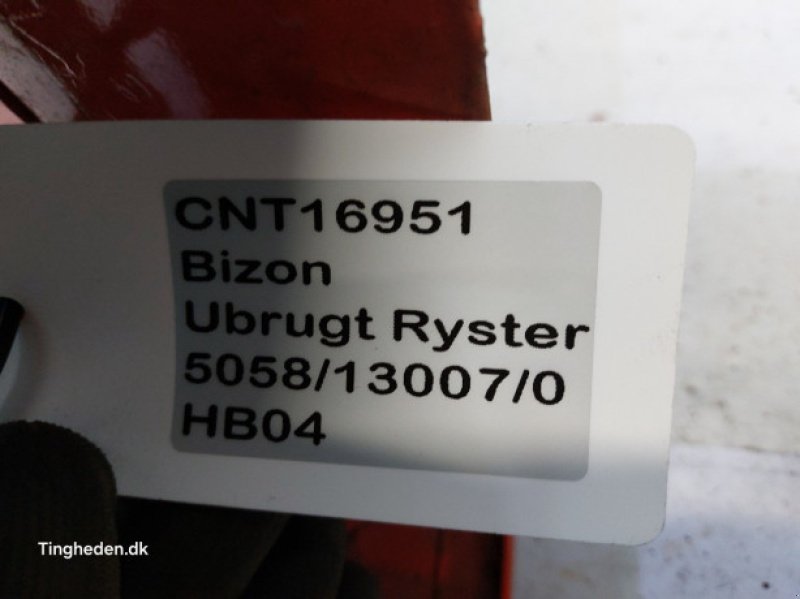 CNT16951
Bizon
Ubrugt Ryster
5058/13007/0
HB04
Tingheden.dk